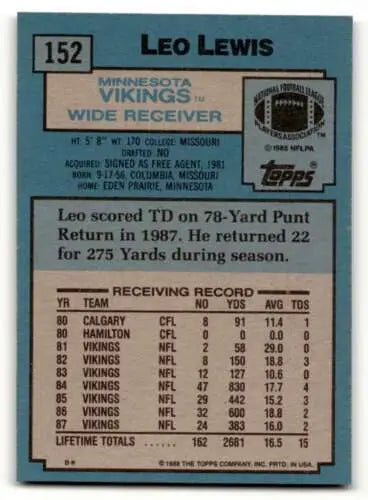 152
LEO LEWIS
MINNESOTA
VIKINGS TM
WIDE RECEIVER
NATIONAL FOOTBALL LEAGUE
PLAYERS ASSOCIATION
© 1988 NFLPA
TOPPS
HT: 5' 8" WT: 170 COLLEGE: MISSOURI
DRAFTED: NO
ACQUIRED: SIGNED AS FREE AGENT, 1981
BORN: 9-17-56, COLUMBIA, MISSOURI
HOME: EDEN PRAIRIE, MINNESOTA
Leo scored TD on 78-Yard Punt
Return in 1987. He returned 22
for 275 Yards during season.
RECEIVING RECORD
YR TEAM NO YDS AVG TDS
80 CALGARY CFL 8 91 11.4 1
80 HAMILTON CFL 0 0 0.0 0
81 VIKINGS NFL 2 58 29.0 0
82 VIKINGS NFL 8 150 18.8 3
83 VIKINGS NFL 12 127 10.6 0
84 VIKINGS NFL 47 830 17.7 4
85 VIKINGS NFL 29 442 15.2 3
86 VIKINGS NFL 32 600 18.8 2
87 VIKINGS NFL 24 383 16.0 2
LIFETIME TOTALS ...... 162 2681 16.5 15
© 1988 THE TOPPS COMPANY, INC. PRTD. IN U.S.A.